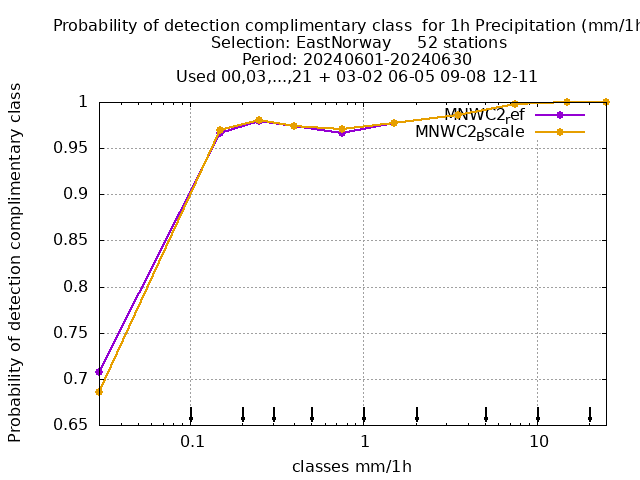 Probability of detection complimentary class  for 1h Precipitation (mm/1h
Selection: EastNorway     52 stations
Period: 20240601-20240630
Used 00,03,...,21 + 03-02 06-05 09-08 12-11
Probability of detection complimentary class
1
0.95
0.9
0.85
0.8
0.75
0.7
0.65
MNWC2ref
MNWC2Bscale
0.1
1
10
classes mm/1h